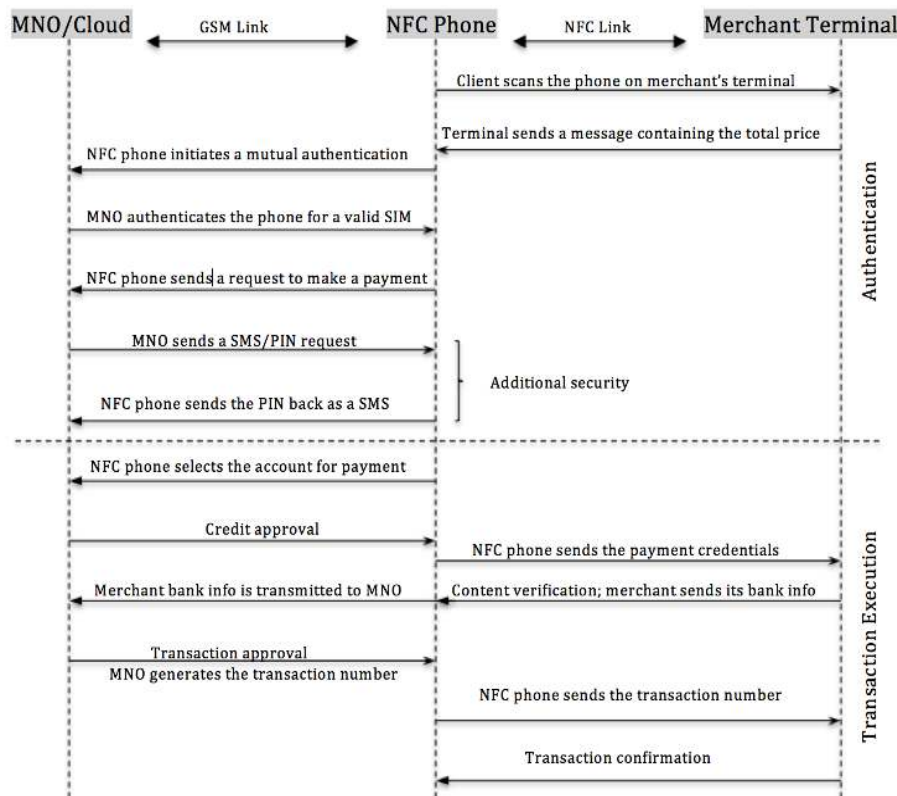 MNO/Cloud GSM Link NFC Phone NFC Link Merchant Terminal
Client scans the phone on merchant's terminal
Terminal sends a message containing the total price
NFC phone initiates a mutual authentication
MNO authenticates the phone for a valid SIM
NFC phone sends a request to make a payment
MNO sends a SMS/PIN request
Additional security
NFC phone sends the PIN back as a SMS
Authentication
NFC phone selects the account for payment
Credit approval
NFC phone sends the payment credentials
Merchant bank info is transmitted to MNO
Content verification; merchant sends its bank info
Transaction approval
MNO generates the transaction number
NFC phone sends the transaction number
Transaction confirmation
Transaction Execution